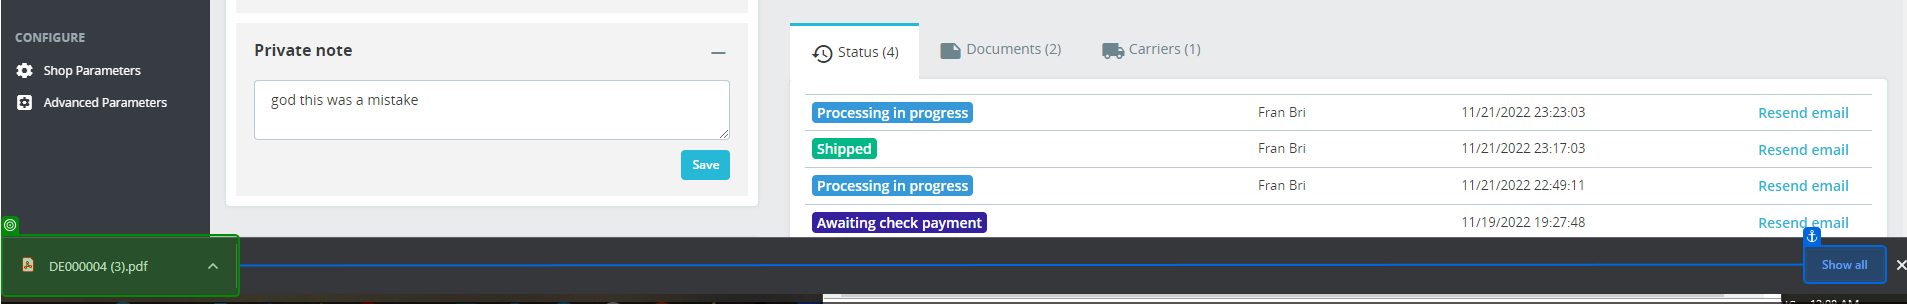 CONFIGURE
Shop Parameters
Advanced Parameters
Private note
god this was a mistake
Save
Status (4)
Documents (2)
Carriers (1)
Processing in progress Fran Bri 11/21/2022 23:23:03 Resend email
Shipped Fran Bri 11/21/2022 23:17:03 Resend email
Processing in progress Fran Bri 11/21/2022 22:49:11 Resend email
Awaiting check payment 11/19/2022 19:27:48 Resend email
DE000004 (3).pdf
Show all